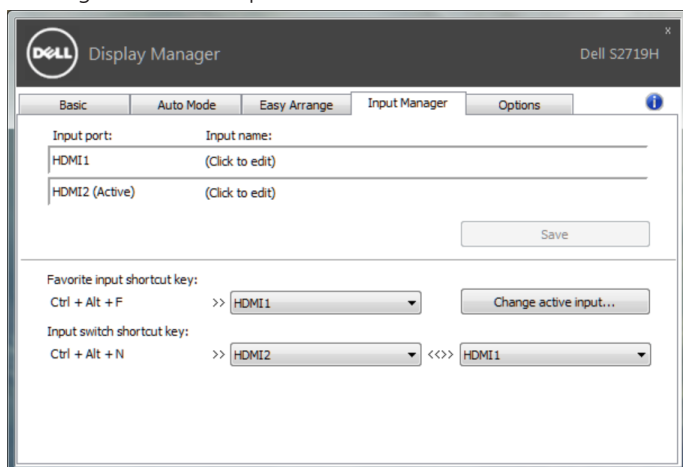 DELL Display Manager
x
Dell S2719H
Basic Auto Mode Easy Arrange Input Manager Options
Input port: Input name:
HDMI1 (Click to edit)
HDMI2 (Active) (Click to edit)
Save
Favorite input shortcut key:
Ctrl + Alt + F >> HDMI1 Change active input...
Input switch shortcut key:
Ctrl + Alt + N >> HDMI2 <<>> HDMI1